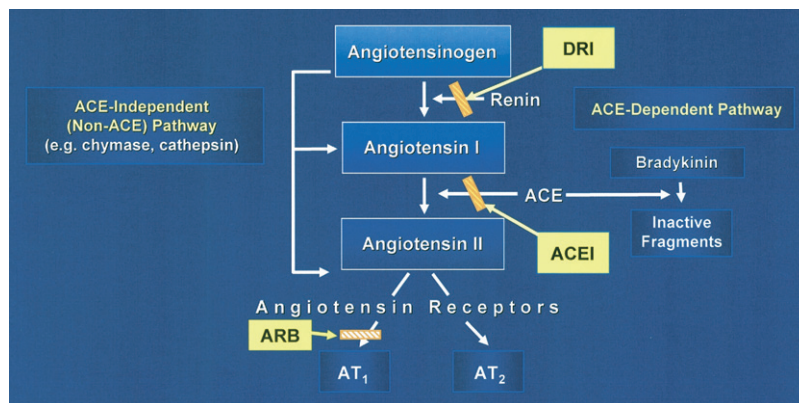 Angiotensinogen
DRI
ACE-Independent
(Non-ACE) Pathway
(e.g. chymase, cathepsin)
Renin
ACE-Dependent Pathway
Angiotensin I
Bradykinin
ACE
Inactive
Fragments
Angiotensin II
ACEI
Angiotensin Receptors
ARB
AT1
AT2